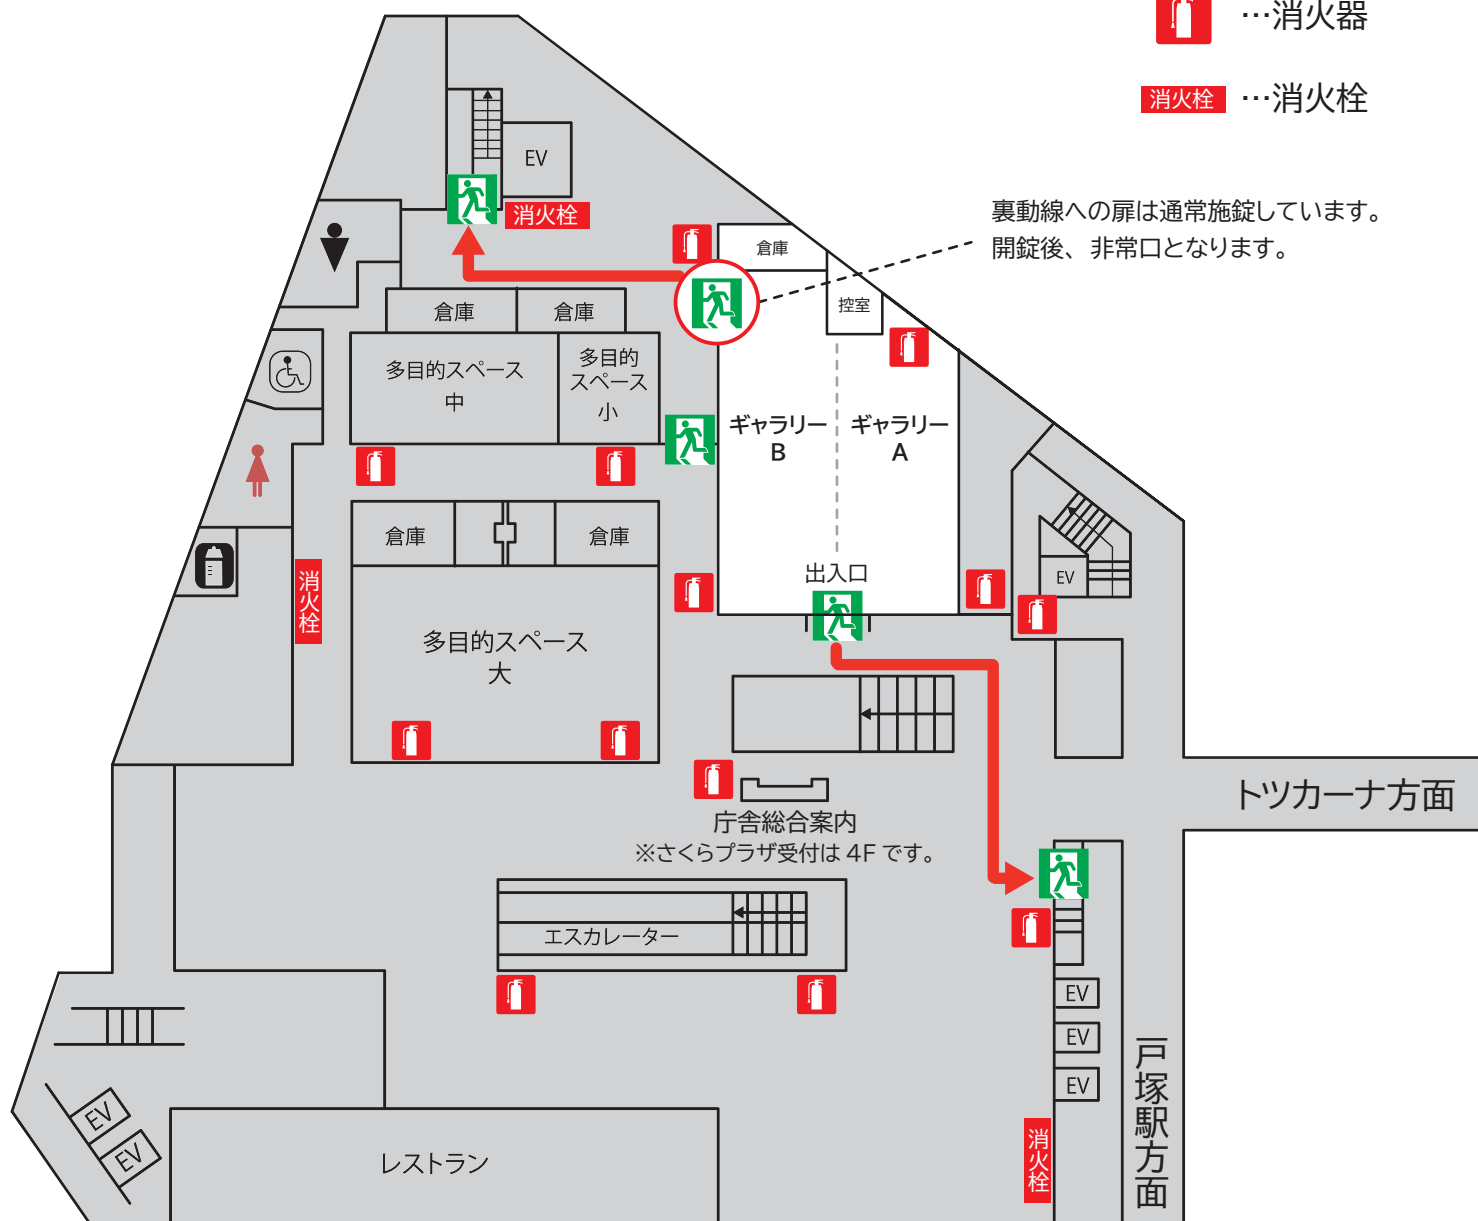 …消火器
消火栓 …消火栓
EV
消火栓
裏動線への扉は通常施錠しています。
開錠後、非常口となります。
倉庫
控室
倉庫
倉庫
多目的スペース
中
多目的
スペース
小
ギャラリー
B
ギャラリー
A
倉庫
倉庫
消火栓
出入口
EV
多目的スペース
大
庁舎総合案内
※さくらプラザ受付は4Fです。
トツカーナ方面
エスカレーター
EV
EV
EV
戸塚駅方面
消火栓
EV
EV
レストラン